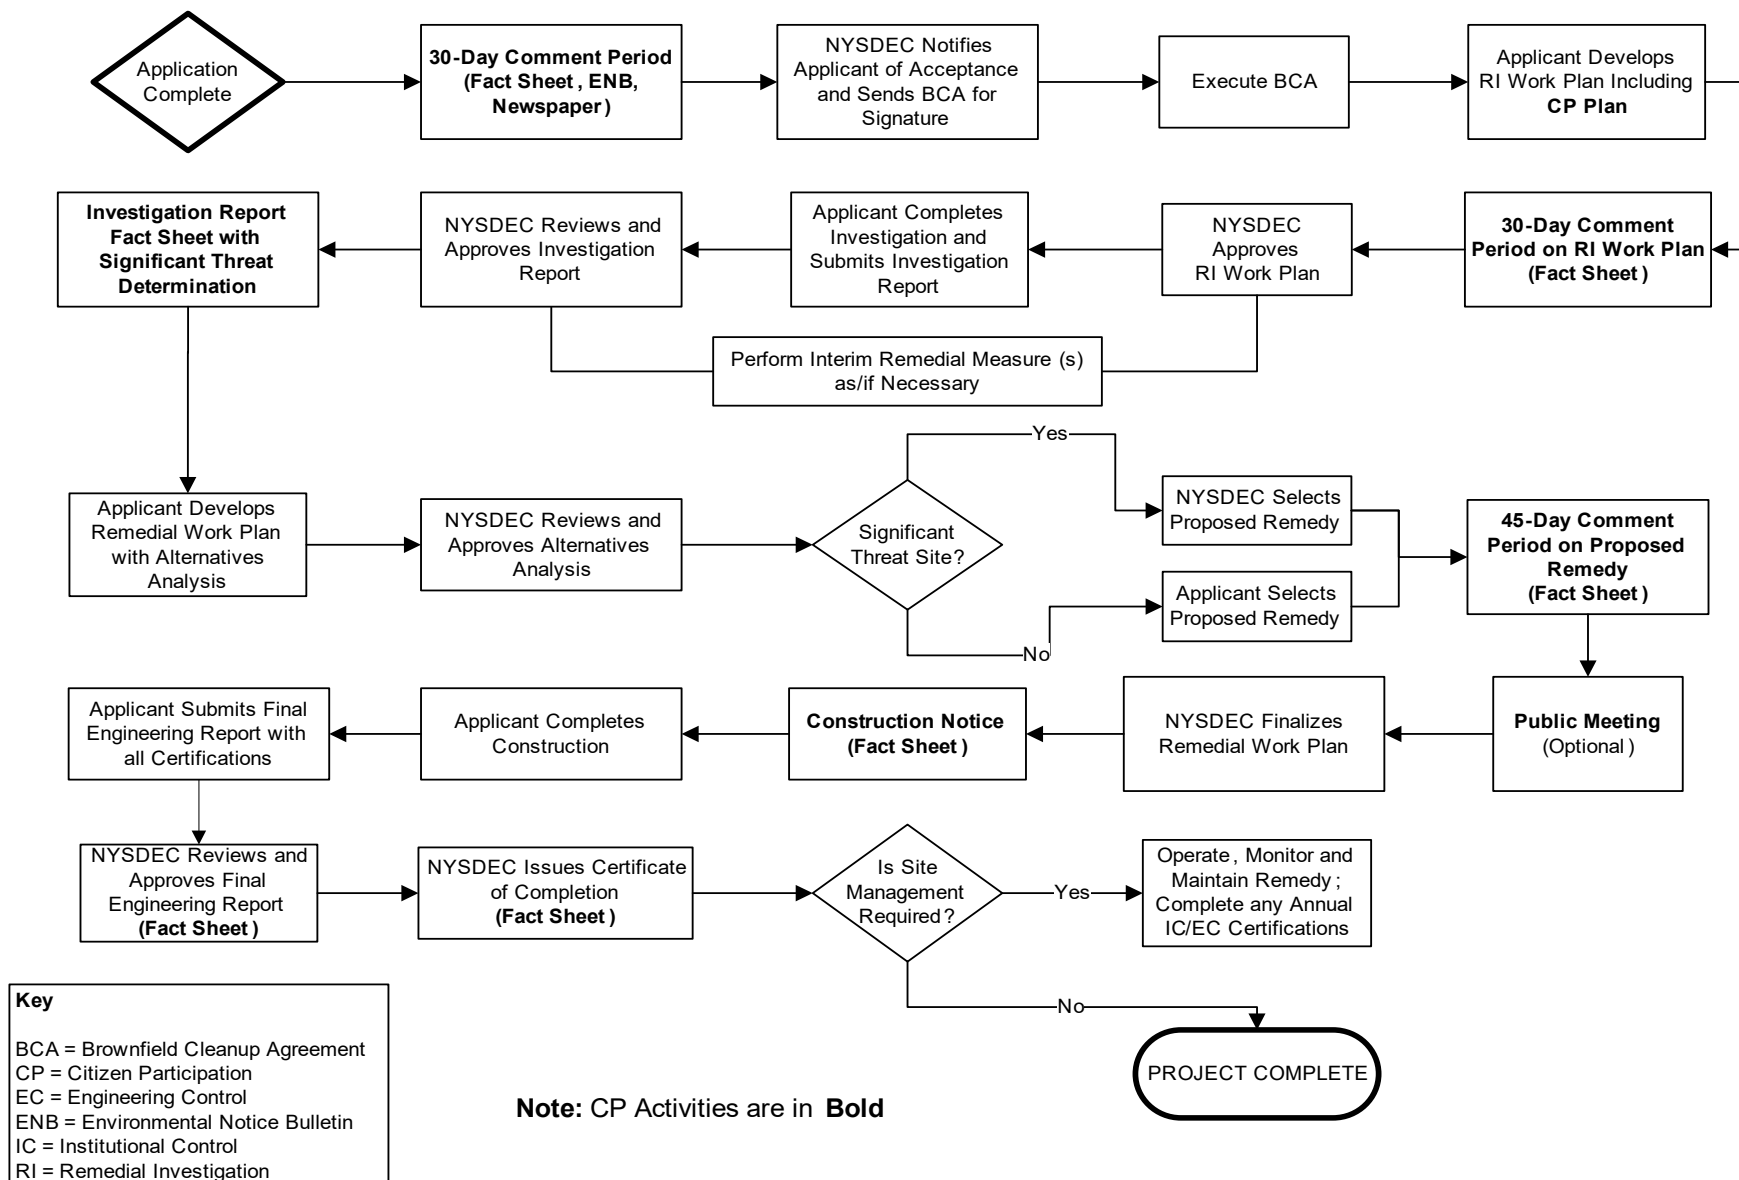 Application
Complete
30-Day Comment Period
(Fact Sheet, ENB,
Newspaper)
NYSDEC Notifies
Applicant of Acceptance
and Sends BCA for
Signature
Execute BCA
Applicant Develops
RI Work Plan Including
CP Plan
30-Day Comment
Period on RI Work Plan
(Fact Sheet)
NYSDEC
Approves
RI Work Plan
Applicant Completes
Investigation and
Submits Investigation
Report
NYSDEC Reviews and
Approves Investigation
Report
Investigation Report
Fact Sheet with
Significant Threat
Determination
Perform Interim Remedial Measure (s)
as/if Necessary
Applicant Develops
Remedial Work Plan
with Alternatives
Analysis
NYSDEC Reviews and
Approves Alternatives
Analysis
Significant
Threat Site?
Yes
No
NYSDEC Selects
Proposed Remedy
Applicant Selects
Proposed Remedy
45-Day Comment
Period on Proposed
Remedy
(Fact Sheet)
Public Meeting
(Optional)
NYSDEC Finalizes
Remedial Work Plan
Construction Notice
(Fact Sheet)
Applicant Completes
Construction
Applicant Submits Final
Engineering Report with
all Certifications
NYSDEC Reviews and
Approves Final
Engineering Report
(Fact Sheet)
NYSDEC Issues Certificate
of Completion
(Fact Sheet)
Is Site
Management
Required?
Yes
Operate, Monitor and
Maintain Remedy;
Complete any Annual
IC/EC Certifications
No
PROJECT COMPLETE
Key
BCA = Brownfield Cleanup Agreement
CP = Citizen Participation
EC = Engineering Control
ENB = Environmental Notice Bulletin
IC = Institutional Control
RI = Remedial Investigation
Note: CP Activities are in Bold